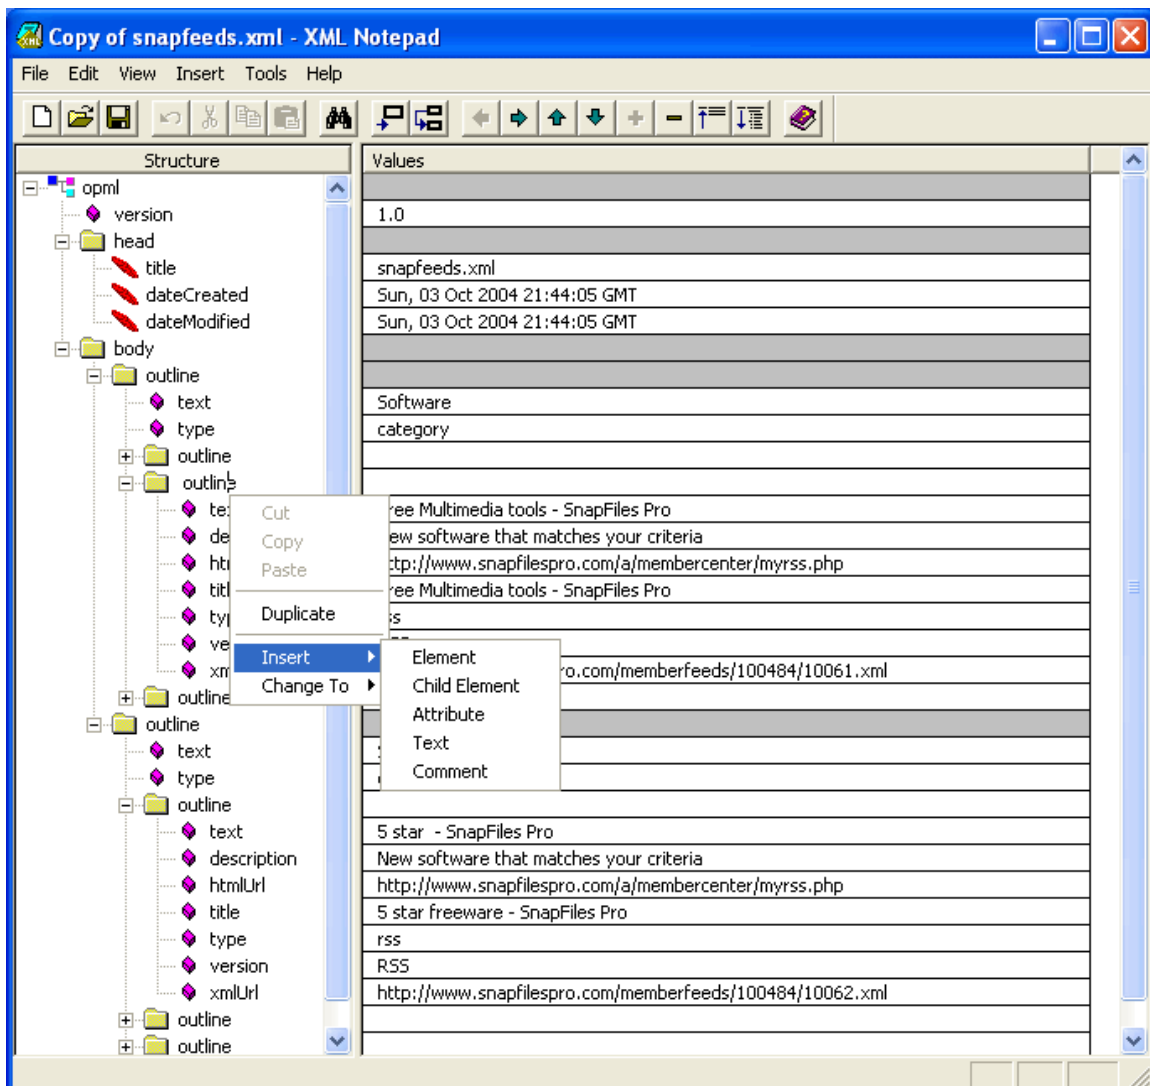 Copy of snapfeeds.xml - XML Notepad
File Edit View Insert Tools Help
Structure Values
opml
version 1.0
head
title snapfeeds.xml
dateCreated Sun, 03 Oct 2004 21:44:05 GMT
dateModified Sun, 03 Oct 2004 21:44:05 GMT
body
outline
text Software
type category
outline
outline
Multimedia tools - SnapFiles Pro
software that matches your criteria
://www.snapfilespro.com/a/membercenter/myrss.php
Multimedia tools - SnapFiles Pro
Cut
Copy
Paste
Duplicate
Insert
Change To
Element
Child Element
Attribute
Text
Comment
o.com/memberfeeds/100484/10061.xml
outline
outline
text
type
outline
text 5 star - SnapFiles Pro
description New software that matches your criteria
htmlUrl http://www.snapfilespro.com/a/membercenter/myrss.php
title 5 star freeware - SnapFiles Pro
type rss
version RSS
xmlUrl http://www.snapfilespro.com/memberfeeds/100484/10062.xml
outline
outline